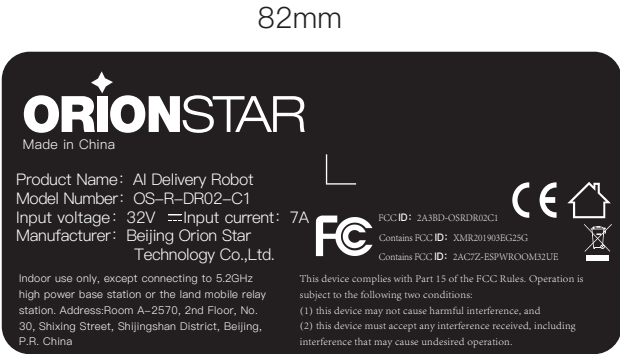 82mm
ORIONSTAR
Made in China
Product Name: AI Delivery Robot
Model Number: OS-R-DR02-C1
Input voltage: 32V ⎓Input current: 7A
Manufacturer: Beijing Orion Star
Technology Co.,Ltd.
Indoor use only, except connecting to 5.2GHz
high power base station or the land mobile relay
station. Address:Room A-2570, 2nd Floor, No.
30, Shixing Street, Shijingshan District, Beijing,
P.R. China
FC
FCC ID: 2A3BD-OSRDR02C1
Contains FCC ID: XMR201903EG25G
Contains FCC ID: 2AC7Z-ESPWROOM32UE
CE
This device complies with Part 15 of the FCC Rules. Operation is
subject to the following two conditions:
(1) this device may not cause harmful interference, and
(2) this device must accept any interference received, including
interference that may cause undesired operation.